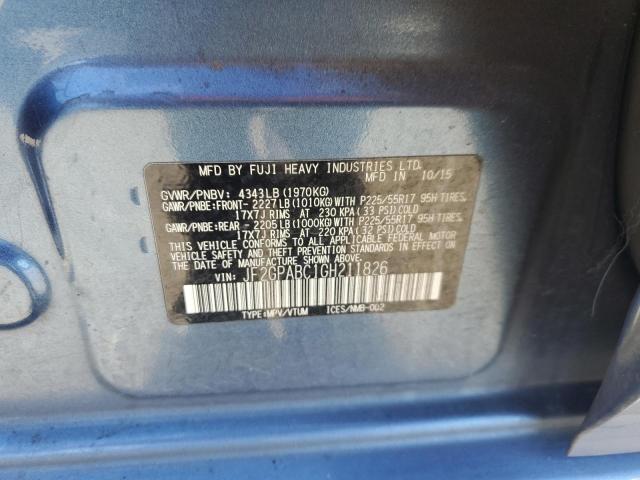 MFD BY FUJI HEAVY INDUSTRIES LTD.
MFD IN 10/15
GVWR/PNBV: 4343LB (1970KG)
GAWR/PNBE:FRONT- 2227LB (1010KG)WITH P225/55R17 95H TIRES,
17X7J RIMS AT 230 KPA (33 PSI)COLD
GAWR/PNBE:REAR - 2205LB (1000KG)WITH P225/55R17 95H TIRES,
17X7J RIMS AT 220 KPA (32 PSI)COLD
THIS VEHICLE CONFORMS TO ALL APPLICABLE FEDERAL MOTOR
VEHICLE SAFETY AND THEFT PREVENTION STANDARDS IN EFFECT
ON THE DATE OF MANUFACTURE SHOWN ABOVE.
VIN: JF2GPABC1GH211826
TYPE:MPV/VTUM ICES/NMB-002